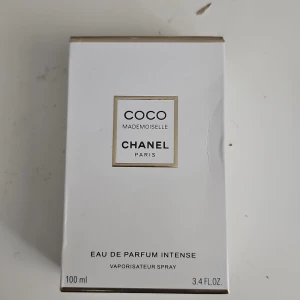 COCO
MADEMOISELLE
CHANEL
PARIS
EAU DE PARFUM INTENSE
VAPORISATEUR SPRAY
100 ml 3.4 FL.OZ.